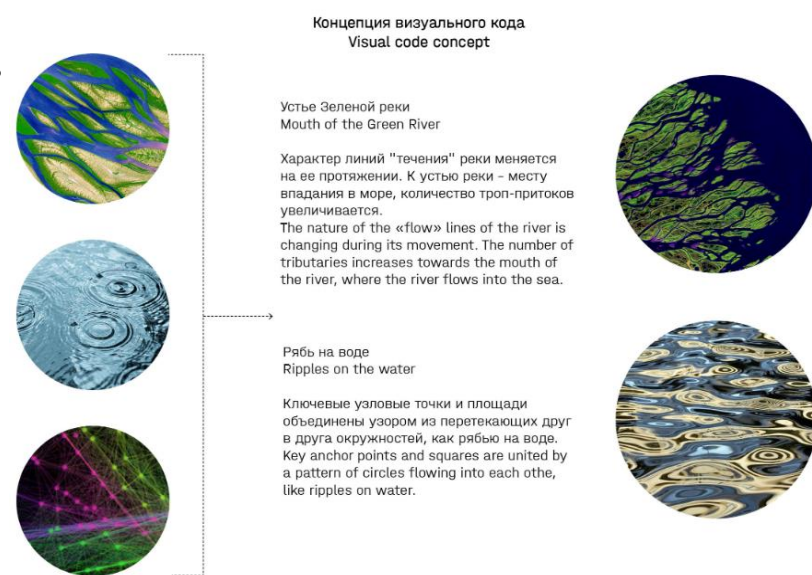 Концепция визуального кода
Visual code concept
Устье Зеленой реки
Mouth of the Green River
Характер линий "течения" реки меняется
на ее протяжении. К устью реки - месту
впадания в море, количество троп-притоков
увеличивается.
The nature of the «flow» lines of the river is
changing during its movement. The number of
tributaries increases towards the mouth of
the river, where the river flows into the sea.
Рябь на воде
Ripples on the water
Ключевые узловые точки и площади
объединены узором из перетекающих друг
в друга окружностей, как рябью на воде.
Key anchor points and squares are united by
a pattern of circles flowing into each othe,
like ripples on water.